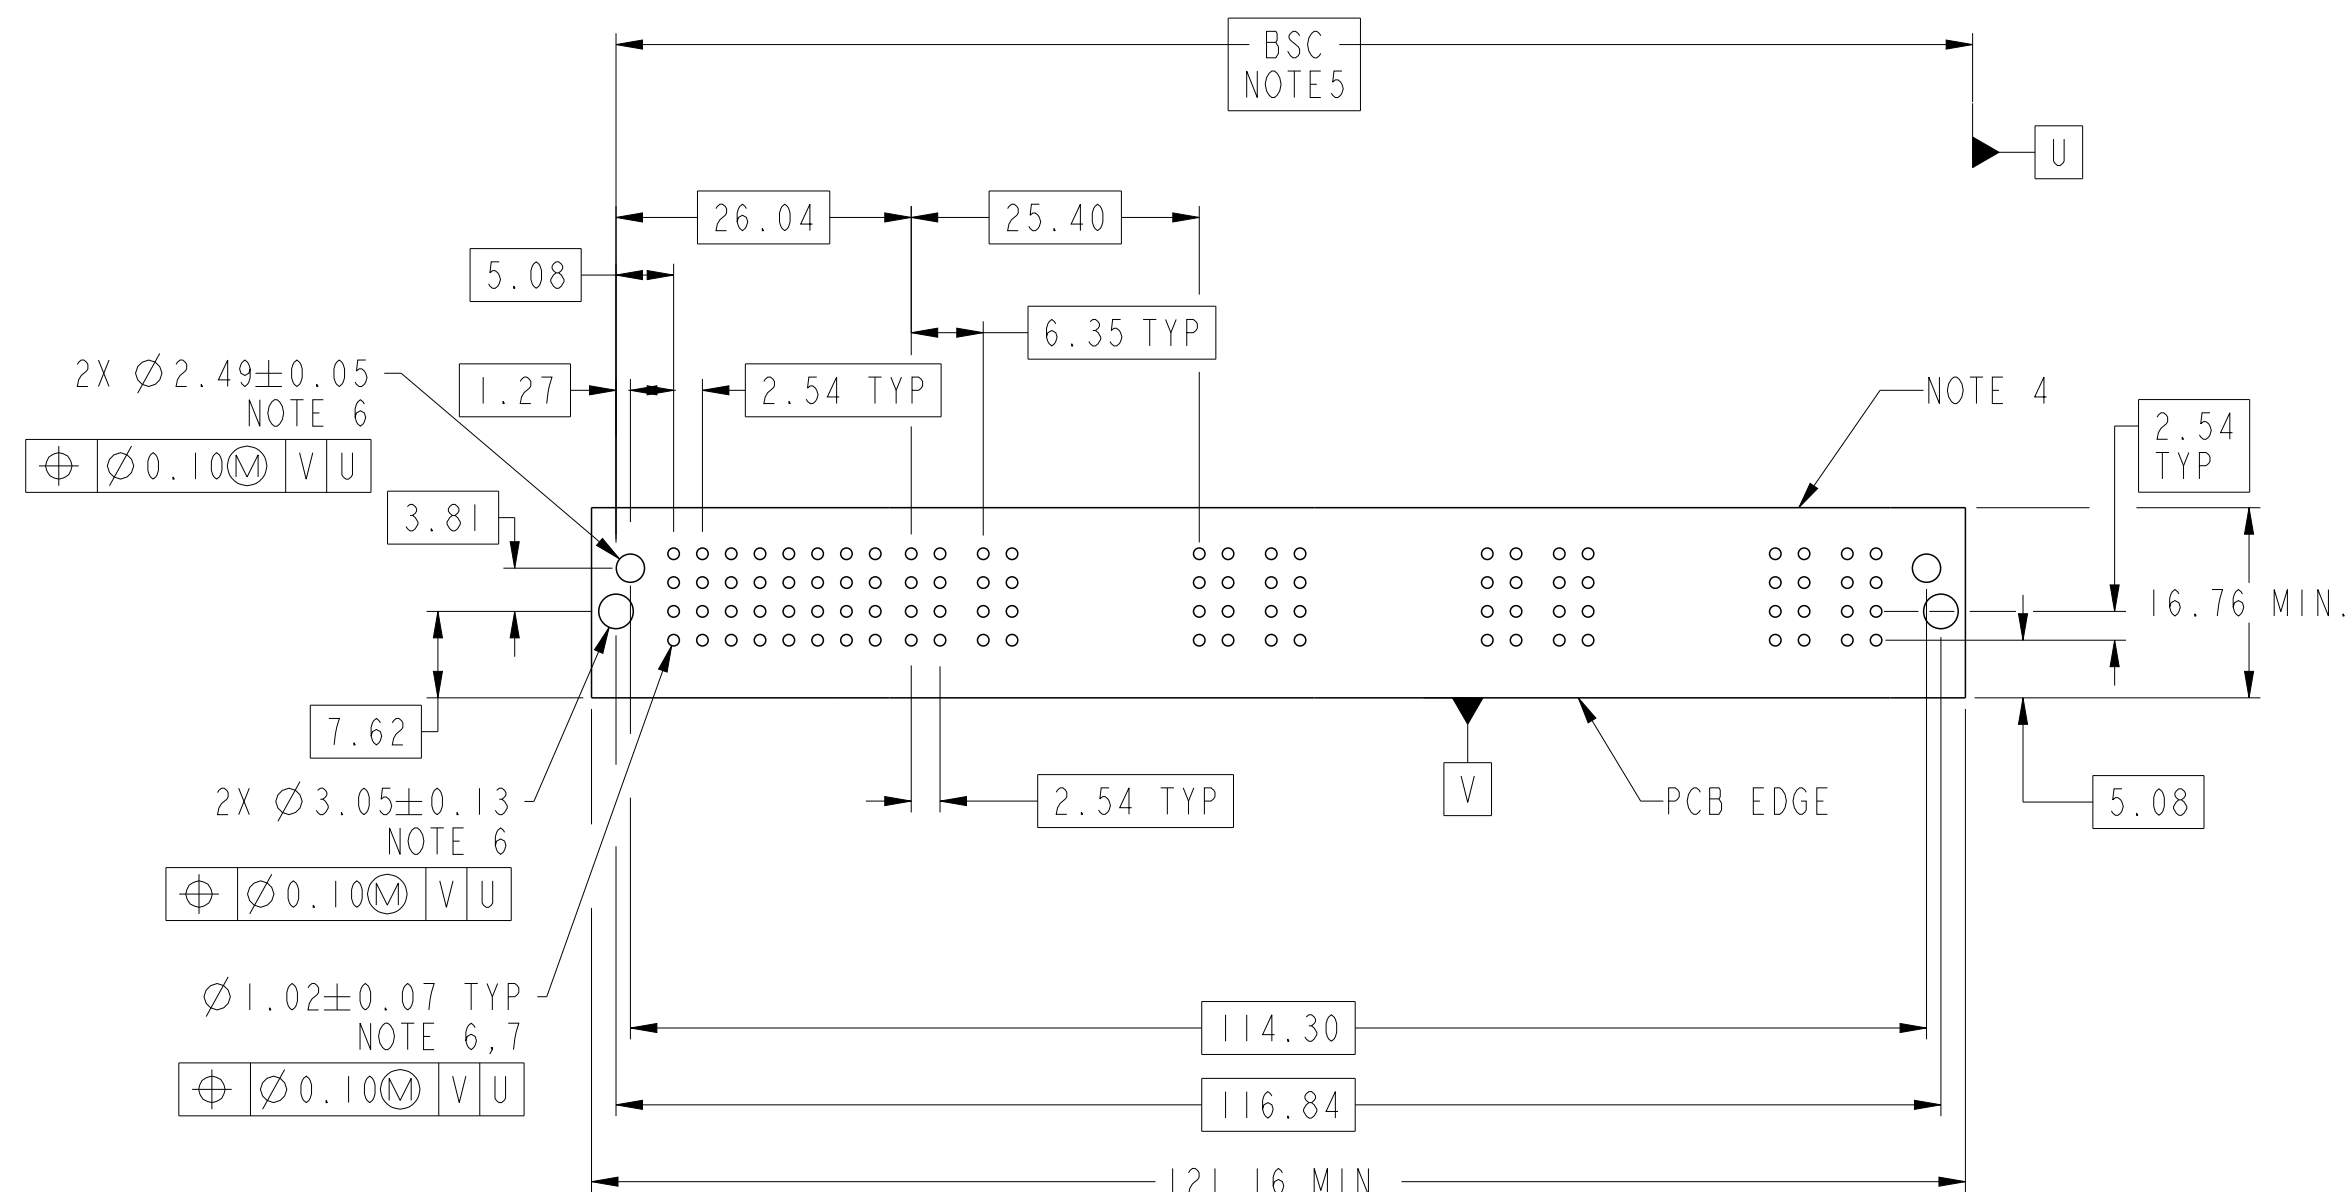 BSC
NOTE5
U
26.04
25.40
5.08
6.35 TYP
2X ⌀2.49±0.05
NOTE 6
⌖ ⌀0.10Ⓜ V U
1.27
2.54 TYP
NOTE 4
2.54
TYP
3.81
16.76 MIN.
7.62
2X ⌀3.05±0.13
NOTE 6
⌖ ⌀0.10Ⓜ V U
2.54 TYP
V
PCB EDGE
5.08
⌀1.02±0.07 TYP
NOTE 6,7
⌖ ⌀0.10Ⓜ V U
114.30
116.84
121.16 MIN